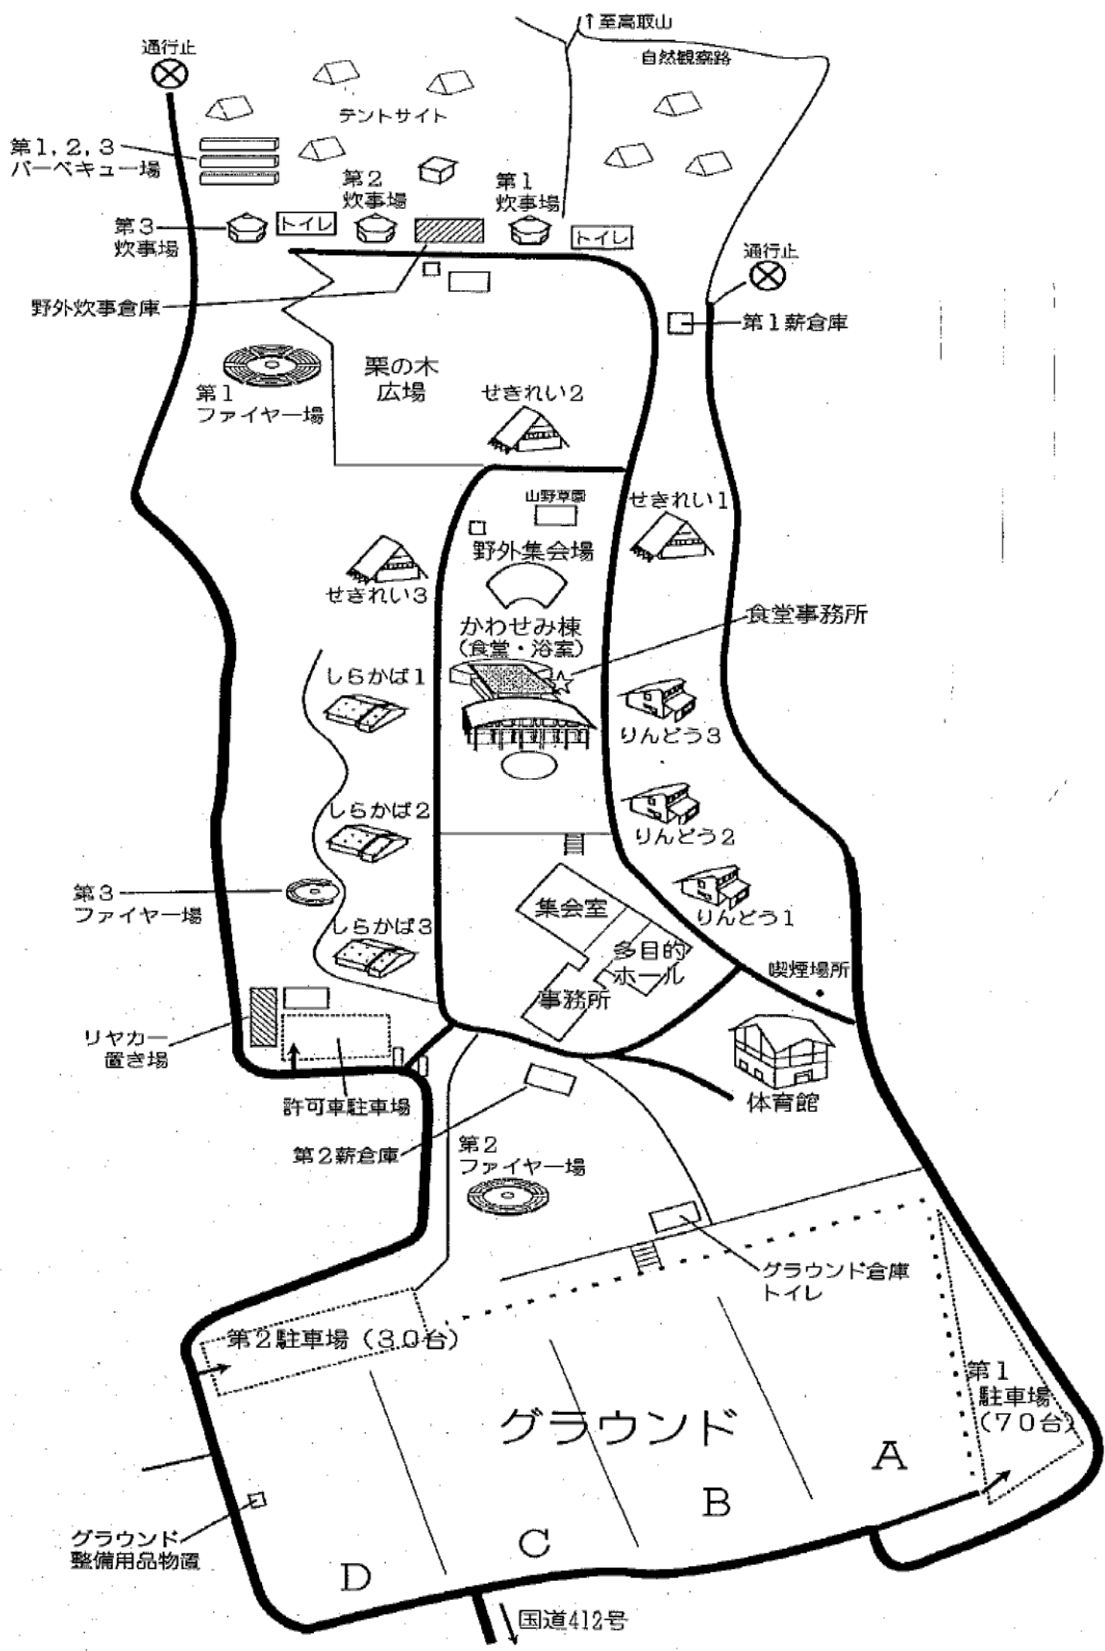 ↑至高取山
通行止
自然観察路
テントサイト
第1,2,3
バーベキュー場
第2
炊事場
第1
炊事場
第3
炊事場
トイレ
トイレ
通行止
野外炊事倉庫
第1薪倉庫
栗の木
広場
第1
ファイヤー場
せきれい2
山野草園
せきれい1
野外集会場
せきれい3
食堂事務所
かわせみ棟
(食堂・浴室)
しらかば1
りんどう3
しらかば2
りんどう2
第3
ファイヤー場
集会室
りんどう1
しらかば3
多目的
ホール
喫煙場所
事務所
リヤカー
置き場
許可車駐車場
体育館
第2薪倉庫
第2
ファイヤー場
グラウンド倉庫
トイレ
第2駐車場(30台)
第1
駐車場
(70台)
グラウンド
A
B
C
D
グラウンド
整備用品物置
国道412号